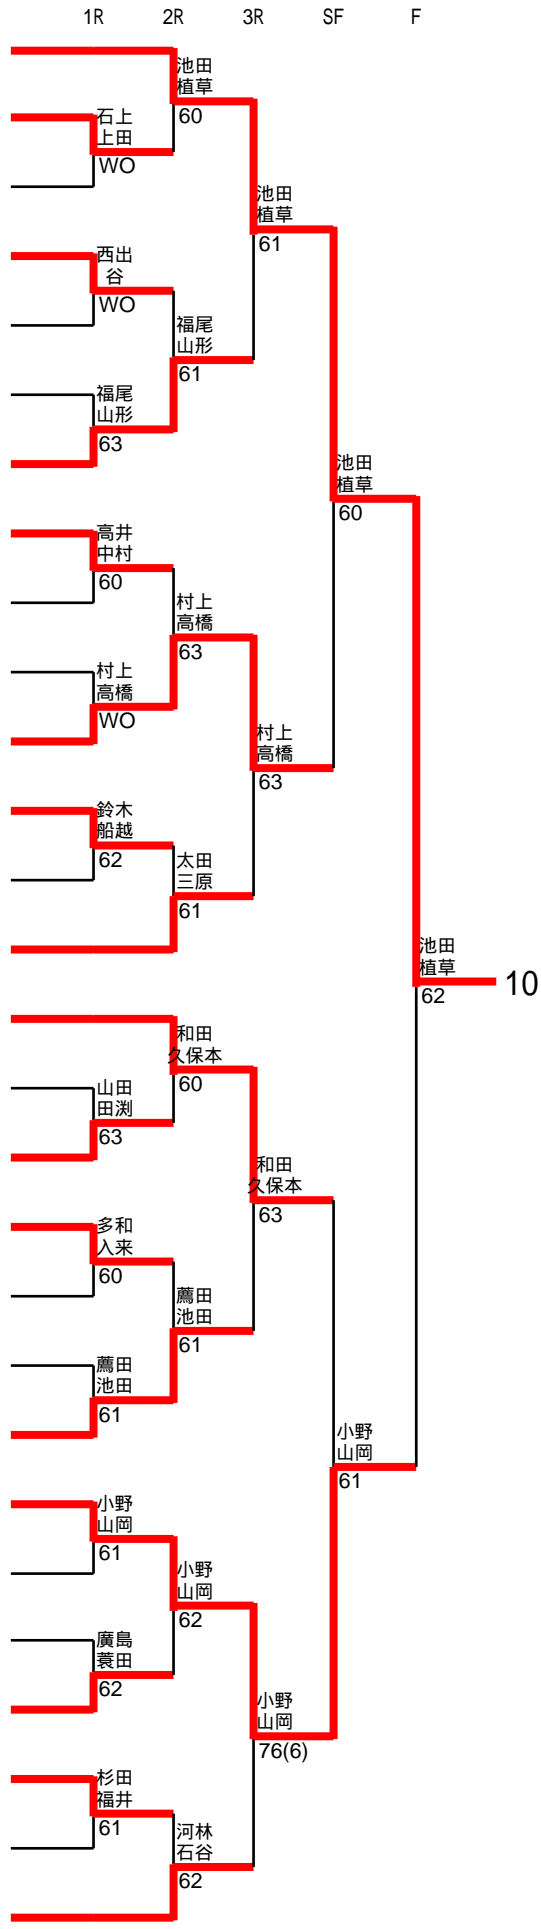 1R 2R 3R SF F
池田
植草
60
石上
上田
WO
池田
植草
61
西出
谷
WO
福尾
山形
61
福尾
山形
63
池田
植草
60
高井
中村
60
村上
高橋
63
村上
高橋
WO
村上
高橋
63
鈴木
船越
62
太田
三原
61
池田
植草
62
10
和田
久保本
60
山田
田渕
63
和田
久保本
63
多和
入来
60
薦田
池田
61
薦田
池田
61
小野
山岡
61
小野
山岡
61
小野
山岡
62
廣島
蓑田
62
小野
山岡
76(6)
杉田
福井
61
河林
石谷
62